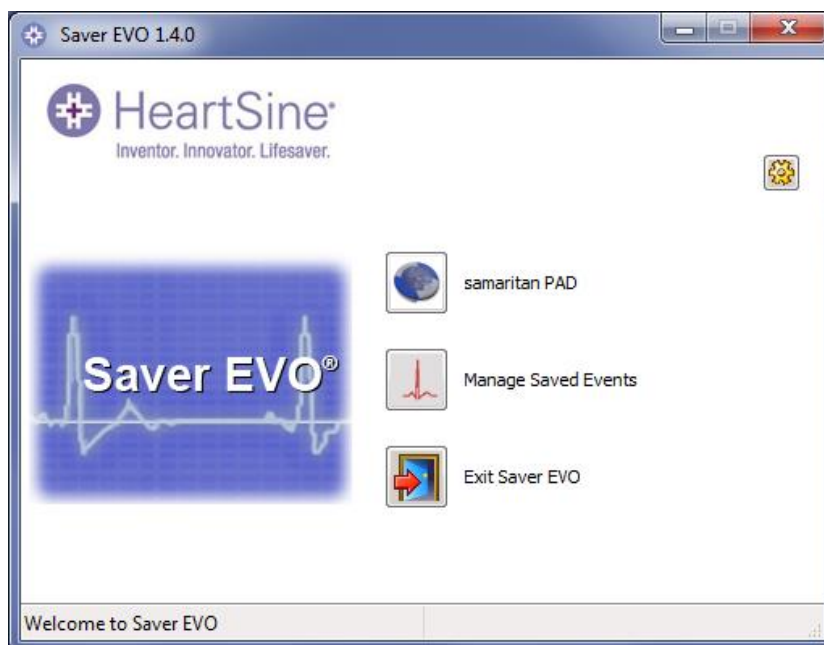 Saver EVO 1.4.0
HeartSine®
Inventor. Innovator. Lifesaver.
samaritan PAD
Saver EVO®
Manage Saved Events
Exit Saver EVO
Welcome to Saver EVO